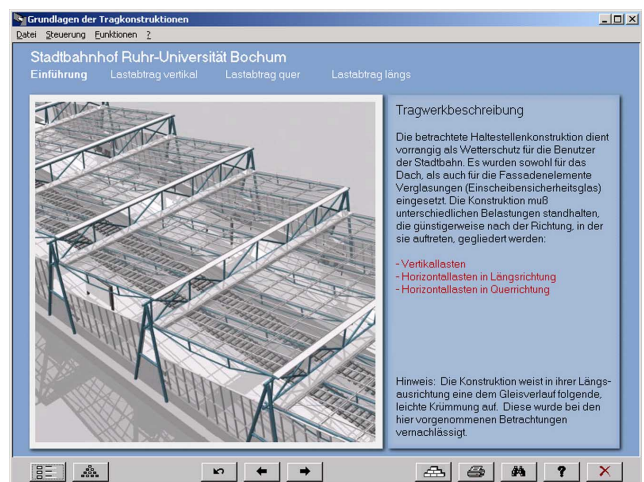 Grundlagen der Tragkonstruktionen
Datei Steuerung Funktionen ?
Stadtbahnhof Ruhr-Universität Bochum
Einführung Lastabtrag vertikal Lastabtrag quer Lastabtrag längs
Tragwerkbeschreibung
Die betrachtete Haltestellenkonstruktion dient
vorrangig als Wetterschutz für die Benutzer
der Stadtbahn. Es wurden sowohl für das
Dach, als auch für die Fassadenelemente
Verglasungen (Einscheibensicherheitsglas)
eingesetzt. Die Konstruktion muß
unterschiedlichen Belastungen standhalten,
die günstigerweise nach der Richtung, in der
sie auftreten, gegliedert werden:
- Vertikallasten
- Horizontallasten in Längsrichtung
- Horizontallasten in Querrichtung
Hinweis: Die Konstruktion weist in ihrer Längs-
ausrichtung eine dem Gleisverlauf folgende,
leichte Krümmung auf. Diese wurde bei den
hier vorgenommenen Betrachtungen
vernachlässigt.
?